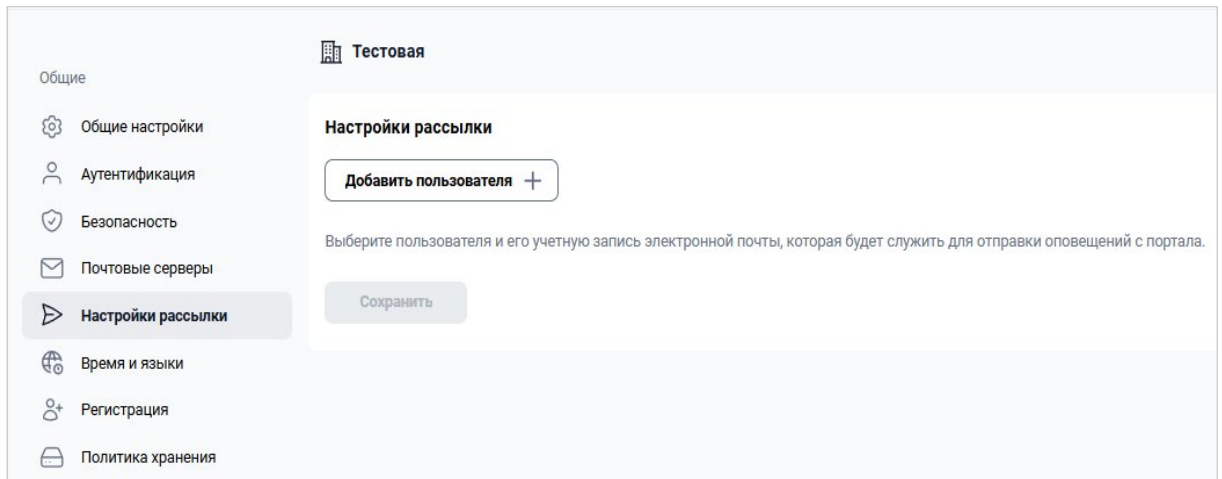 Тестовая
Общие
Общие настройки
Аутентификация
Безопасность
Почтовые серверы
Настройки рассылки
Время и языки
Регистрация
Политика хранения
Настройки рассылки
Добавить пользователя
Выберите пользователя и его учетную запись электронной почты, которая будет служить для отправки оповещений с портала.
Сохранить